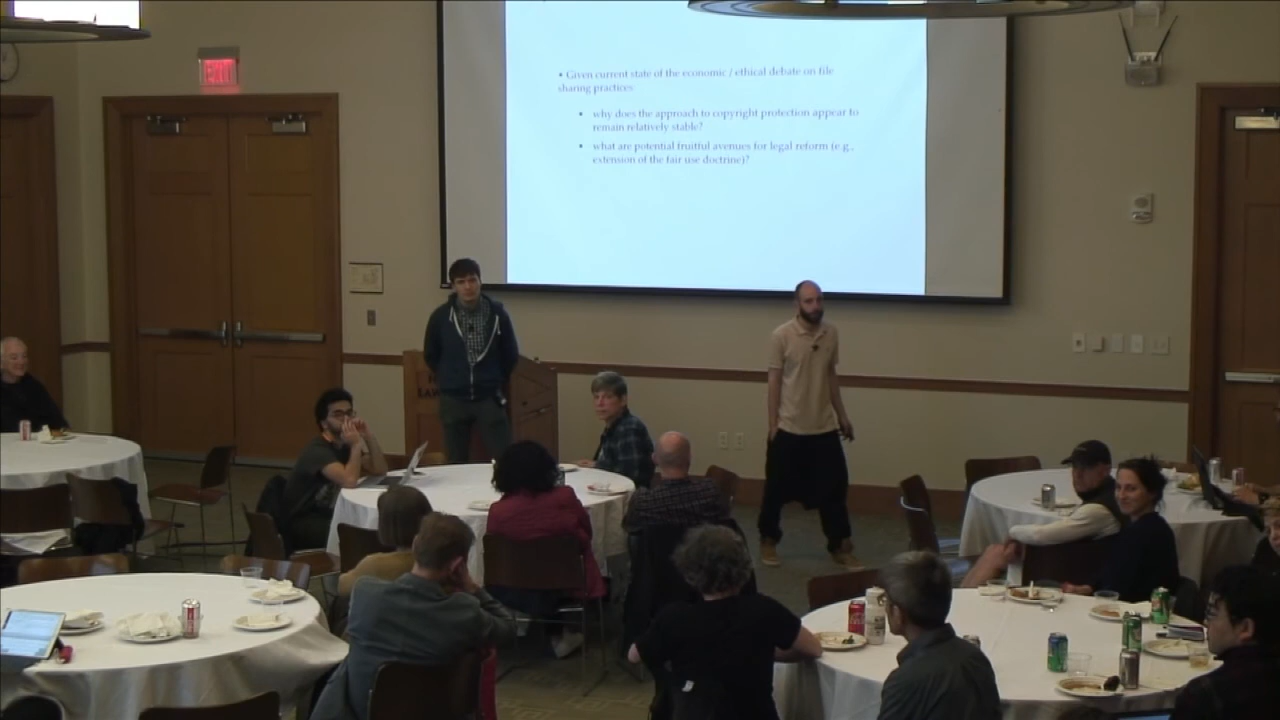 EXIT
• Given current state of the economic / ethical debate on file
sharing practices
• why does the approach to copyright protection appear to
remain relatively stable?
• what are potential fruitful avenues for legal reform (e.g.,
extension of the fair use doctrine)?